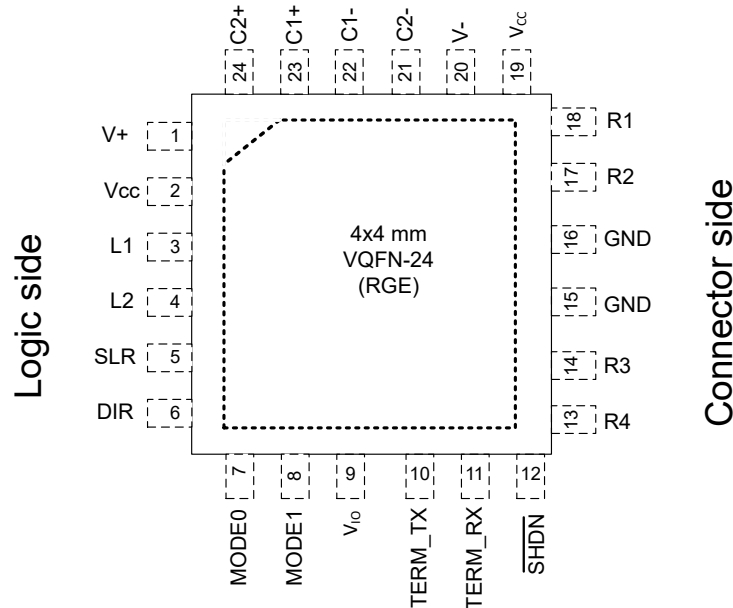 C2+
C1+
C1-
C2-
V-
VCC
24
23
22
21
20
19
V+ 1
Vcc 2
L1 3
L2 4
SLR 5
DIR 6
18 R1
17 R2
16 GND
15 GND
14 R3
13 R4
4x4 mm
VQFN-24
(RGE)
Logic side
Connector side
7
8
9
10
11
12
MODE0
MODE1
VIO
TERM_TX
TERM_RX
SHDN